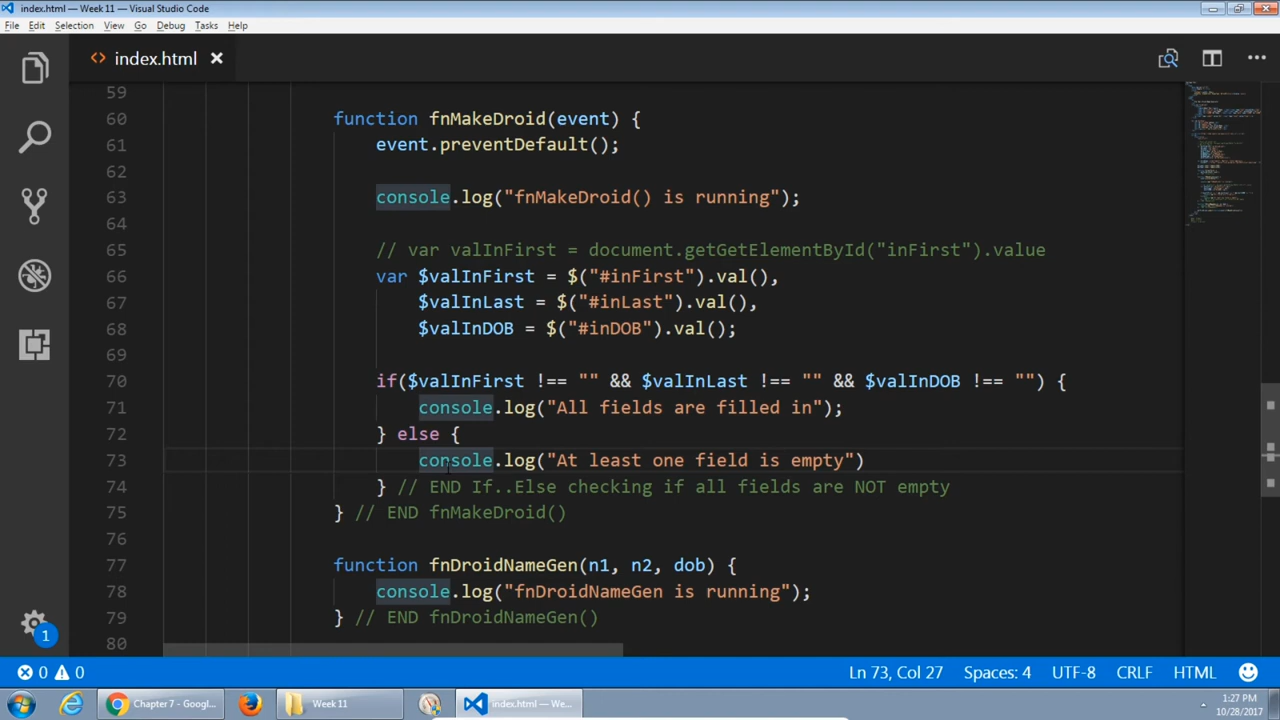 index.html — Week 11 — Visual Studio Code
File Edit Selection View Go Debug Tasks Help
index.html
59
60 function fnMakeDroid(event) {
61 event.preventDefault();
62
63 console.log("fnMakeDroid() is running");
64
65 // var valInFirst = document.getGetElementById("inFirst").value
66 var $valInFirst = $("#inFirst").val(),
67 $valInLast = $("#inLast").val(),
68 $valInDOB = $("#inDOB").val();
69
70 if($valInFirst !== "" && $valInLast !== "" && $valInDOB !== "") {
71 console.log("All fields are filled in");
72 } else {
73 console.log("At least one field is empty")
74 } // END If..Else checking if all fields are NOT empty
75 } // END fnMakeDroid()
76
77 function fnDroidNameGen(n1, n2, dob) {
78 console.log("fnDroidNameGen is running");
79 } // END fnDroidNameGen()
80
1
0 0 Ln 73, Col 27 Spaces: 4 UTF-8 CRLF HTML
Chapter 7 - Googl... Week 11 index.html — We... 1:27 PM
10/28/2017